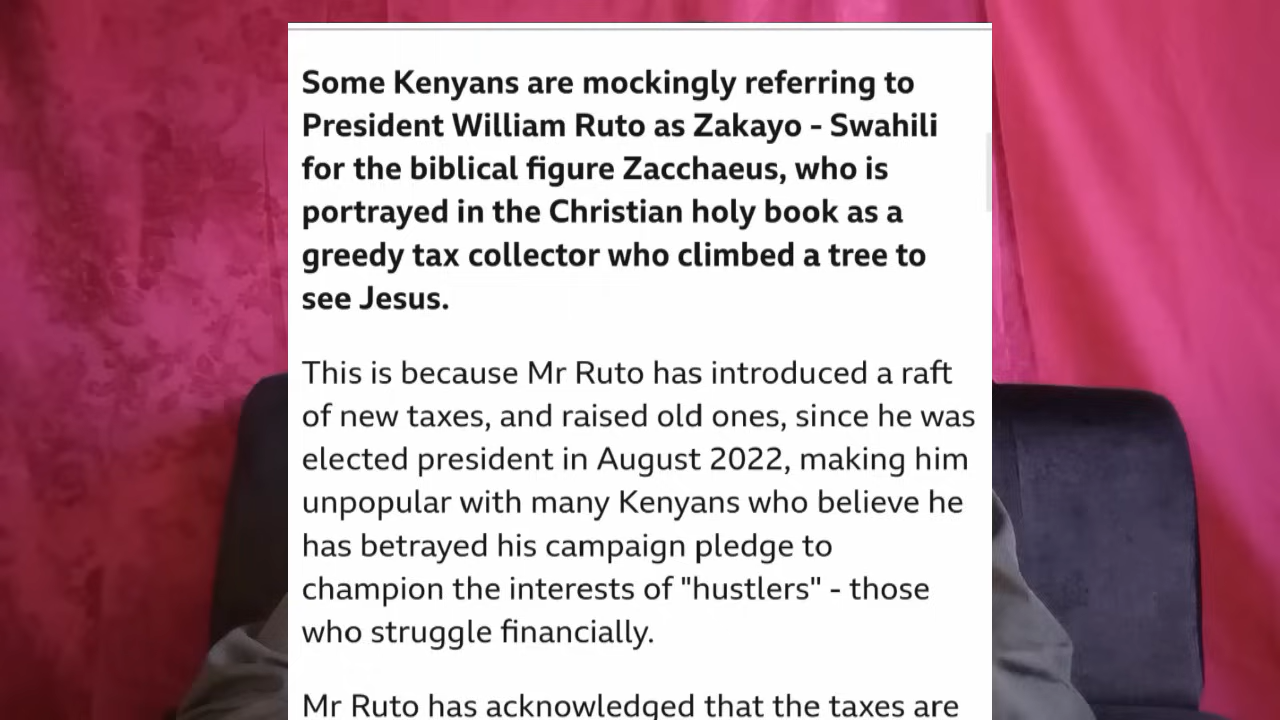 Some Kenyans are mockingly referring to
President William Ruto as Zakayo - Swahili
for the biblical figure Zacchaeus, who is
portrayed in the Christian holy book as a
greedy tax collector who climbed a tree to
see Jesus.
This is because Mr Ruto has introduced a raft
of new taxes, and raised old ones, since he was
elected president in August 2022, making him
unpopular with many Kenyans who believe he
has betrayed his campaign pledge to
champion the interests of "hustlers" - those
who struggle financially.
Mr Ruto has acknowledged that the taxes are